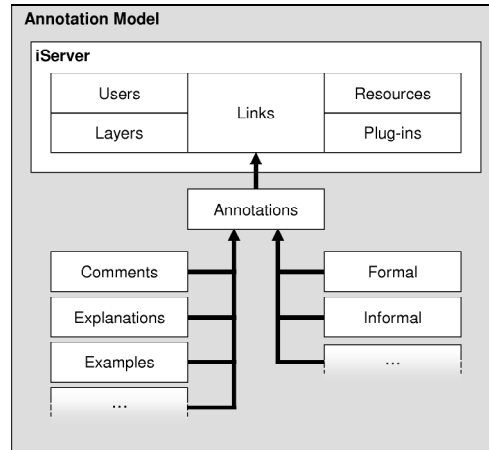 Annotation Model
iServer
Users
Links
Resources
Layers
Plug-ins
Annotations
Comments
Formal
Explanations
Informal
Examples
...
...